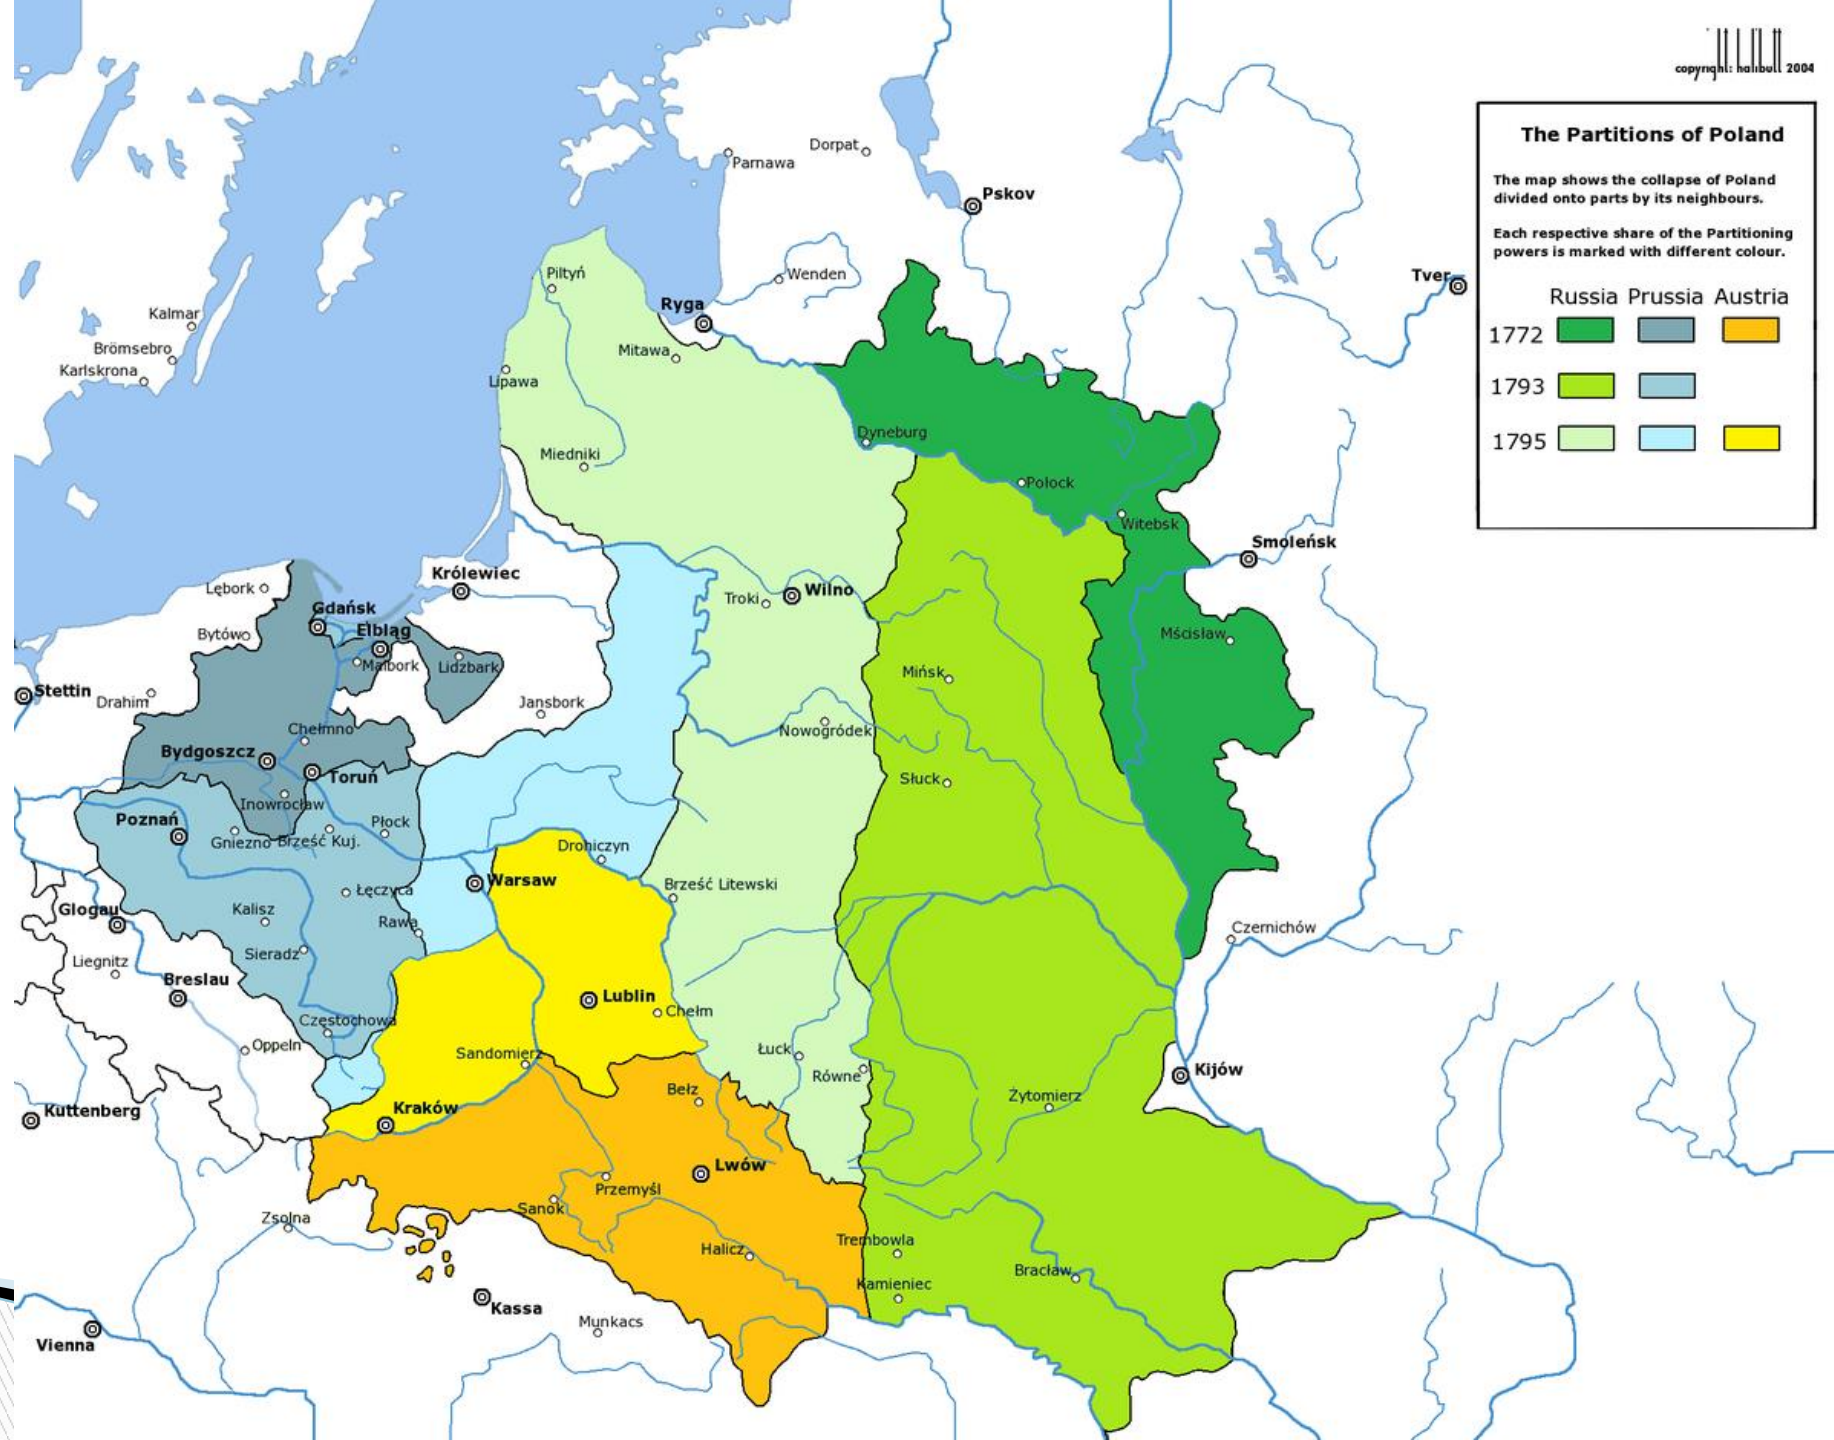 copyright: halibutt 2004
The Partitions of Poland
The map shows the collapse of Poland
divided onto parts by its neighbours.
Each respective share of the Partitioning
powers is marked with different colour.
Russia Prussia Austria
1772
1793
1795
Dorpat
Parnawa
Pskov
Piltyń
Wenden
Tver
Ryga
Kalmar
Brömsebro
Mitawa
Karlskrona
Lipawa
Dyneburg
Miedniki
Połock
Witebsk
Smoleńsk
Królewiec
Lębork
Wilno
Troki
Gdańsk
Elbląg
Bytów
Mścisław
Malbork
Lidzbark
Mińsk
Stettin
Drahim
Jansbork
Chełmno
Nowogródek
Bydgoszcz
Toruń
Słuck
Inowrocław
Poznań
Płock
Gniezno
Brześć Kuj.
Drohiczyn
Warsaw
Łęczyca
Brześć Litewski
Glogau
Kalisz
Rawa
Czernichów
Sieradz
Liegnitz
Breslau
Lublin
Chełm
Częstochowa
Oppeln
Sandomierz
Łuck
Równe
Kijów
Bełz
Żytomierz
Kuttenberg
Kraków
Lwów
Przemyśl
Sanok
Zsolna
Halicz
Trembowla
Bracław
Kamieniec
Kassa
Munkacs
Vienna